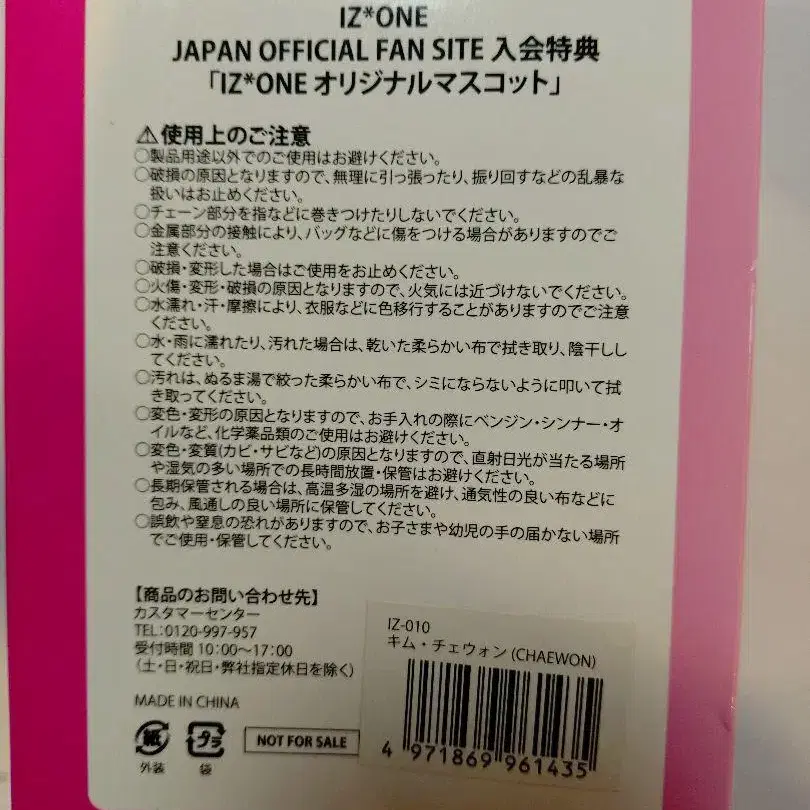 IZ*ONE
JAPAN OFFICIAL FAN SITE 入会特典
「IZ*ONE オリジナルマスコット」
⚠使用上のご注意
○製品用途以外でのご使用はお避けください。
○破損の原因となりますので、無理に引っ張ったり、振り回すなどの乱暴な
扱いはお止めください。
○チェーン部分を指などに巻きつけたりしないでください。
○金属部分の接触により、バッグなどに傷をつける場合がありますのでご
注意ください。
○破損・変形した場合はご使用をお止めください。
○火傷・変形・破損の原因となりますので、火気には近づけないでください。
○水濡れ・汗・摩擦により、衣服などに色移行することがありますのでご注意
ください。
○水・雨に濡れたり、汚れた場合は、乾いた柔らかい布で拭き取り、陰干しし
てください。
○汚れは、ぬるま湯で絞った柔らかい布で、シミにならないように叩いて拭
き取ってください。
○変色・変形の原因となりますので、お手入れの際にベンジン・シンナー・オ
イルなど、化学薬品類のご使用はお避けください。
○変色・変質(カビ・サビなど)の原因となりますので、直射日光が当たる場所
や湿気の多い場所での長時間放置・保管はお避けください。
○長期保管される場合は、高温多湿の場所を避け、通気性の良い布などに
包み、風通しの良い場所に保管してください。
○誤飲や窒息の恐れがありますので、お子さまや幼児の手の届かない場所
でご使用・保管してください。
【商品のお問い合わせ先】
カスタマーセンター
TEL:0120-997-957
受付時間 10:00～17:00
(土・日・祝日・弊社指定休日を除く)
MADE IN CHINA
紙
外装
プラ
袋
NOT FOR SALE
IZ-010
キム・チェウォン (CHAEWON)
4 971869 961435